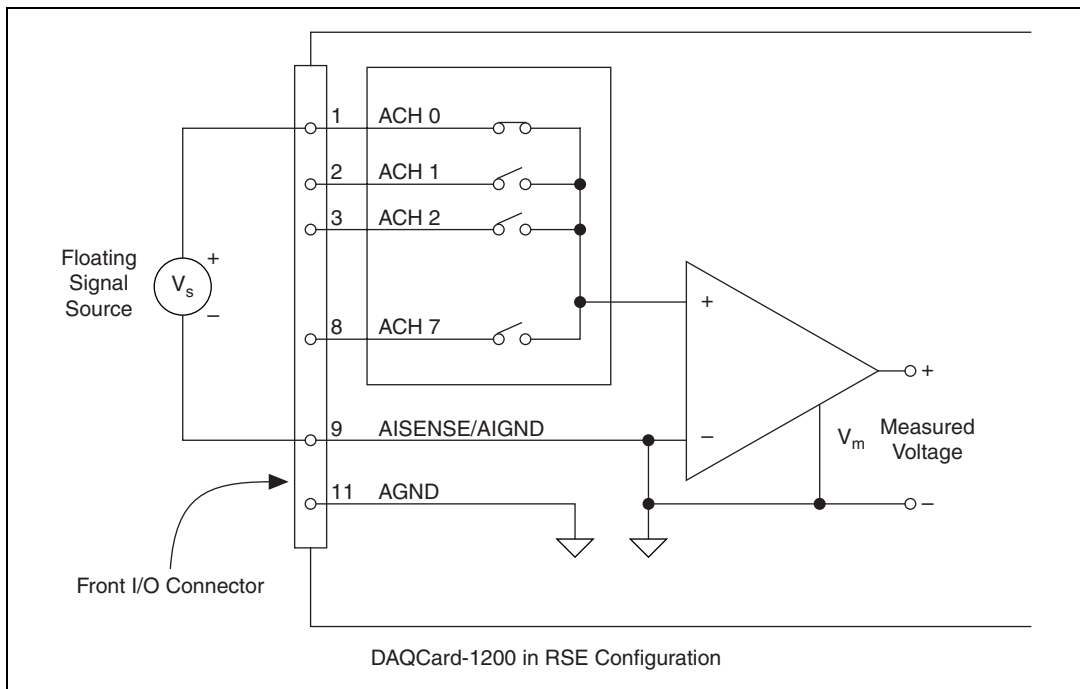 1 ACH 0
2 ACH 1
3 ACH 2
Floating
Signal
Source
+
Vs
–
8 ACH 7
+
–
+
Vm
Measured
Voltage
–
9 AISENSE/AIGND
11 AGND
Front I/O Connector
DAQCard-1200 in RSE Configuration